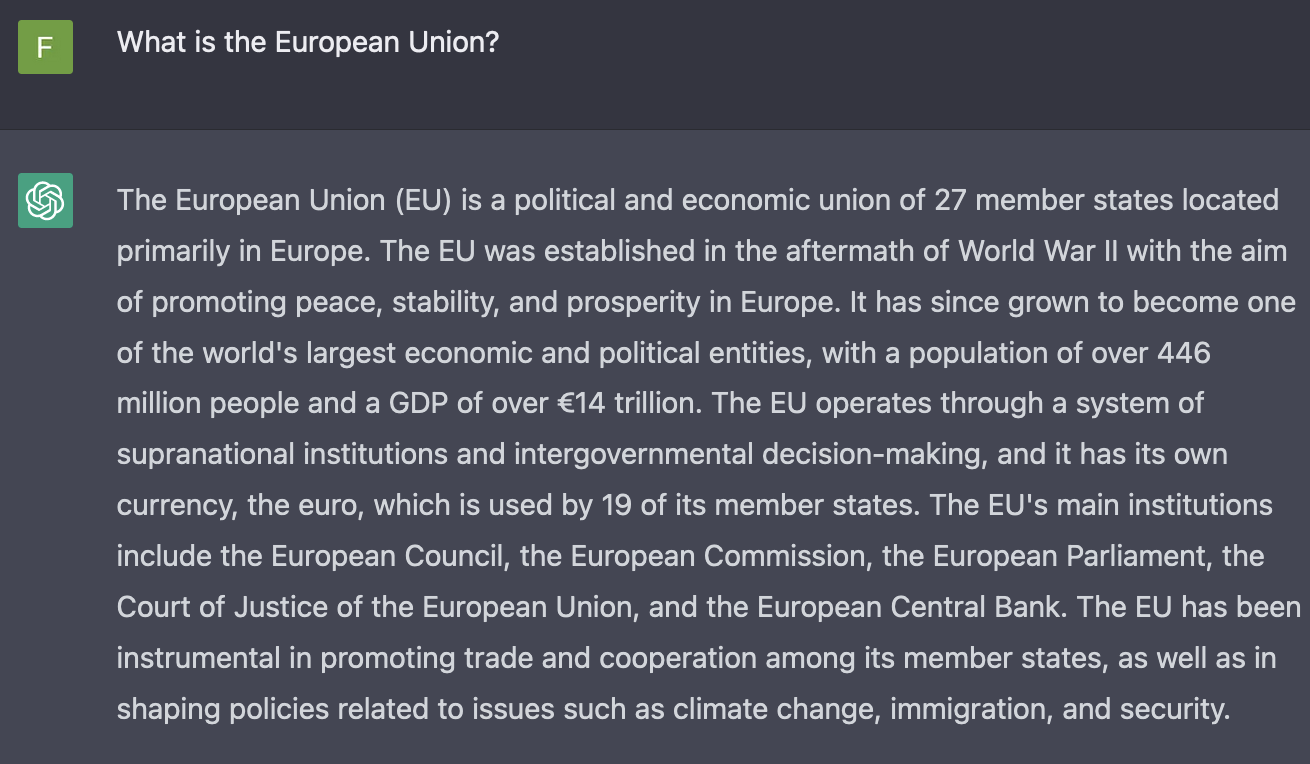 F
What is the European Union?
The European Union (EU) is a political and economic union of 27 member states located
primarily in Europe. The EU was established in the aftermath of World War II with the aim
of promoting peace, stability, and prosperity in Europe. It has since grown to become one
of the world's largest economic and political entities, with a population of over 446
million people and a GDP of over €14 trillion. The EU operates through a system of
supranational institutions and intergovernmental decision-making, and it has its own
currency, the euro, which is used by 19 of its member states. The EU's main institutions
include the European Council, the European Commission, the European Parliament, the
Court of Justice of the European Union, and the European Central Bank. The EU has been
instrumental in promoting trade and cooperation among its member states, as well as in
shaping policies related to issues such as climate change, immigration, and security.